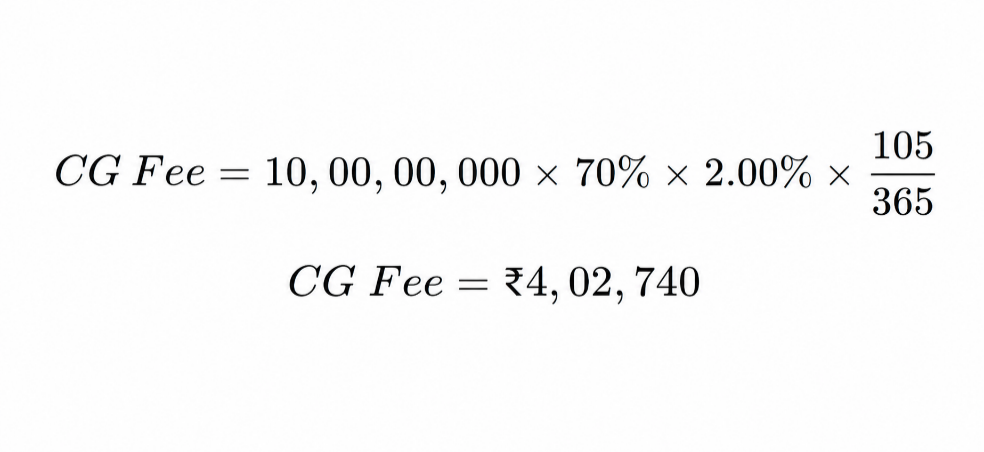 CG Fee = 10,00,00,000 × 70% × 2.00% × 105/365
CG Fee = ₹4,02,740